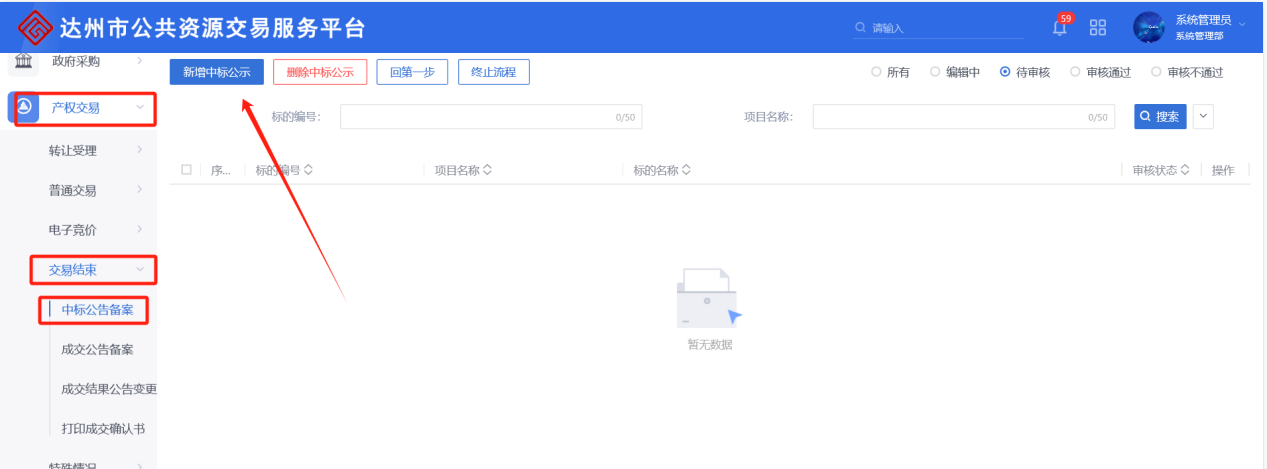 达州市公共资源交易服务平台
请输入
59
系统管理员
系统管理部
政府采购
产权交易
转让受理
普通交易
电子竞价
交易结束
中标公告备案
成交公告备案
成交结果公告变更
打印成交确认书
特殊情况
新增中标公示 删除中标公示 回第一步 终止流程
所有 编辑中 待审核 审核通过 审核不通过
标的编号: 0/50 项目名称: 0/50 搜索
序... 标的编号 项目名称 标的名称 审核状态 操作
暂无数据